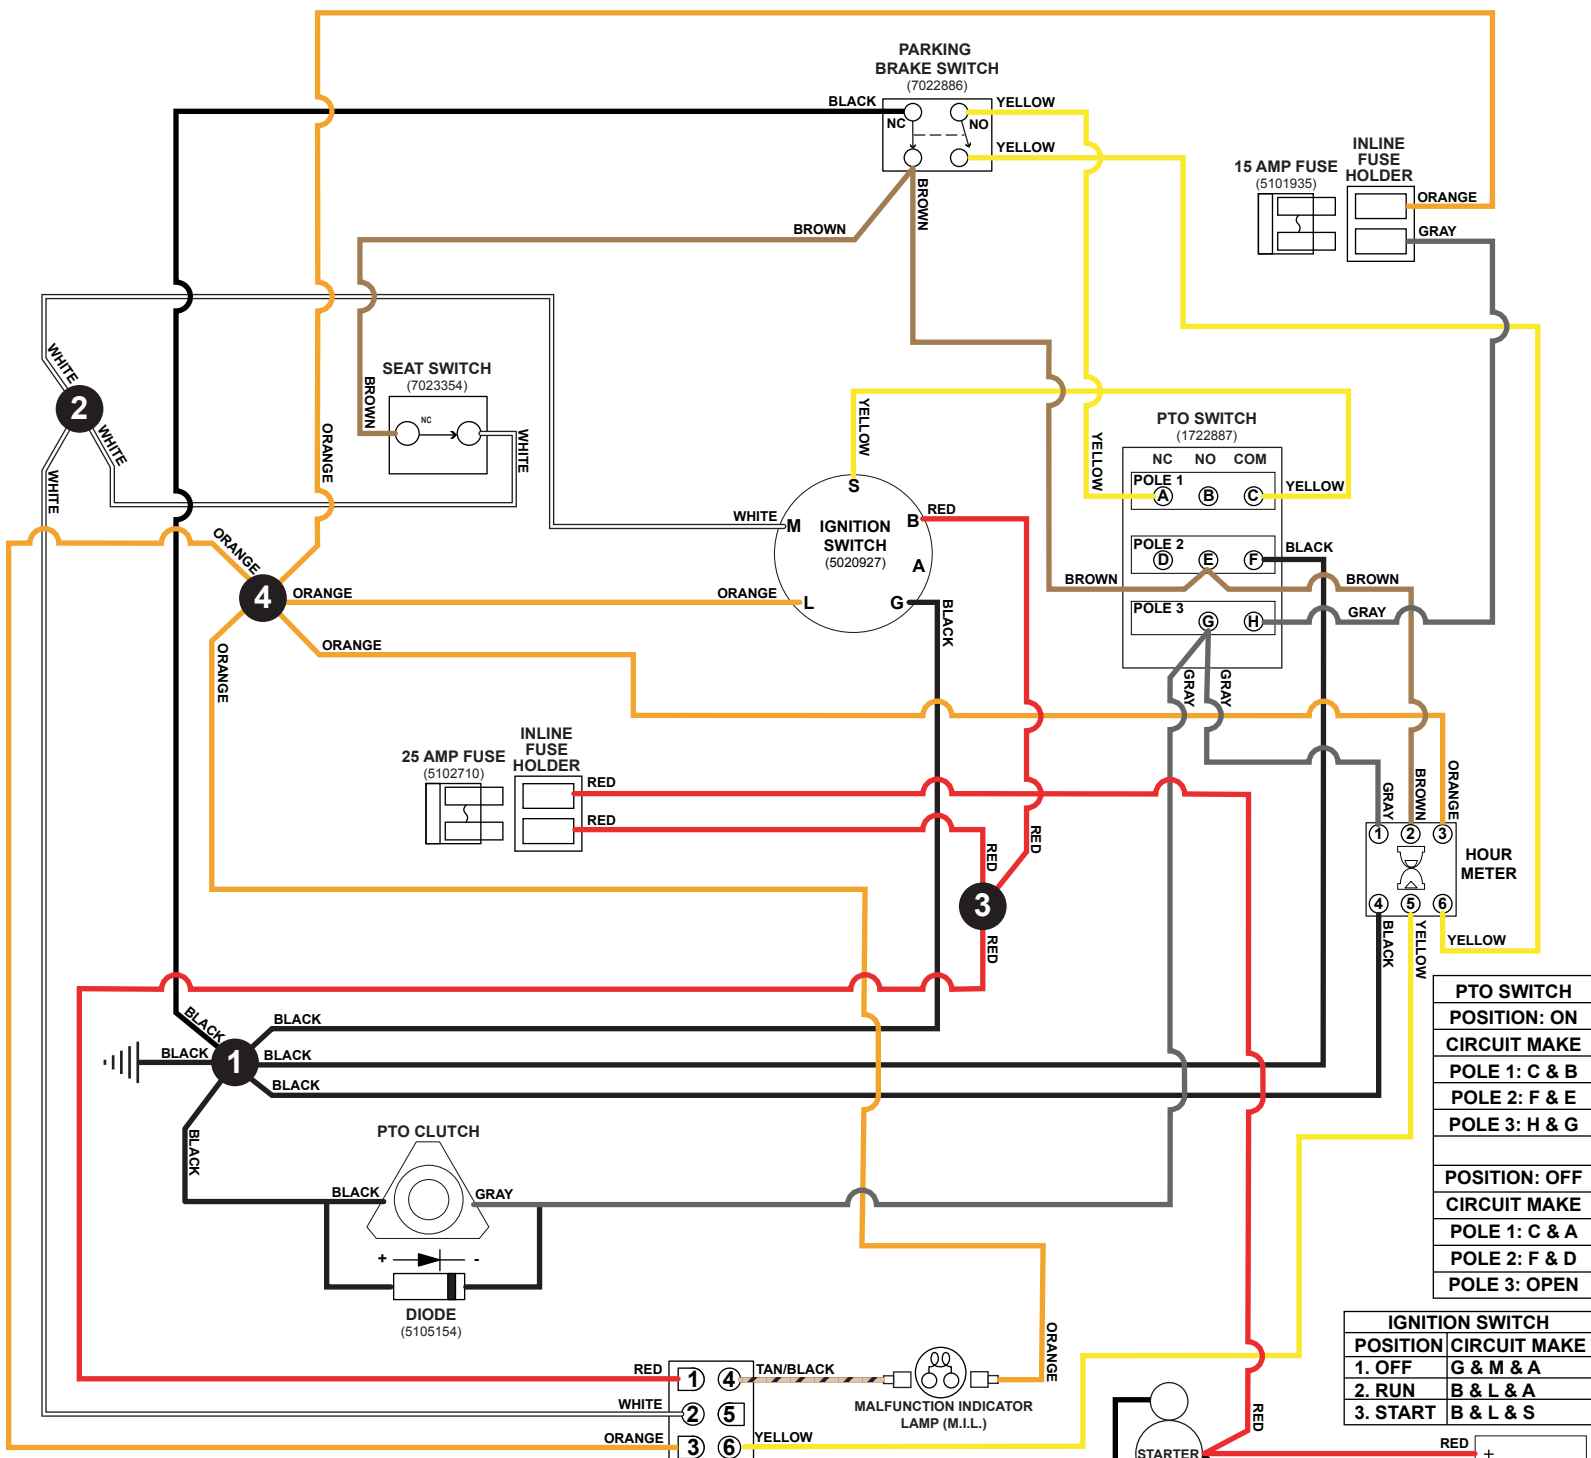 PARKING
BRAKE SWITCH
(7022886)
BLACK
YELLOW
NC
NO
YELLOW
BROWN
BROWN
15 AMP FUSE
(5101935)
INLINE
FUSE
HOLDER
ORANGE
GRAY
WHITE
2
WHITE
WHITE
SEAT SWITCH
(7023354)
BROWN
NC
WHITE
ORANGE
YELLOW
PTO SWITCH
(1722887)
NC NO COM
YELLOW
POLE 1
A B C
YELLOW
S
WHITE
M
IGNITION
SWITCH
(5020927)
B
RED
A
POLE 2
D E F
BLACK
BROWN
BROWN
ORANGE
4
ORANGE
ORANGE
L
G
BLACK
POLE 3
G H
GRAY
ORANGE
ORANGE
GRAY
GRAY
25 AMP FUSE
(5102710)
INLINE
FUSE
HOLDER
RED
RED
RED
RED
3
RED
GRAY
BROWN
ORANGE
1 2 3
HOUR
METER
4 5 6
BLACK
YELLOW
YELLOW
BLACK
BLACK
BLACK
1
BLACK
BLACK
BLACK
PTO CLUTCH
BLACK
GRAY
+ -
DIODE
(5105154)
PTO SWITCH
POSITION: ON
CIRCUIT MAKE
POLE 1: C & B
POLE 2: F & E
POLE 3: H & G
POSITION: OFF
CIRCUIT MAKE
POLE 1: C & A
POLE 2: F & D
POLE 3: OPEN
IGNITION SWITCH
POSITION CIRCUIT MAKE
1. OFF G & M & A
2. RUN B & L & A
3. START B & L & S
RED
1 4
TAN/BLACK
ORANGE
WHITE
2 5
MALFUNCTION INDICATOR
LAMP (M.I.L.)
ORANGE
3 6
YELLOW
RED
STARTER
RED
+